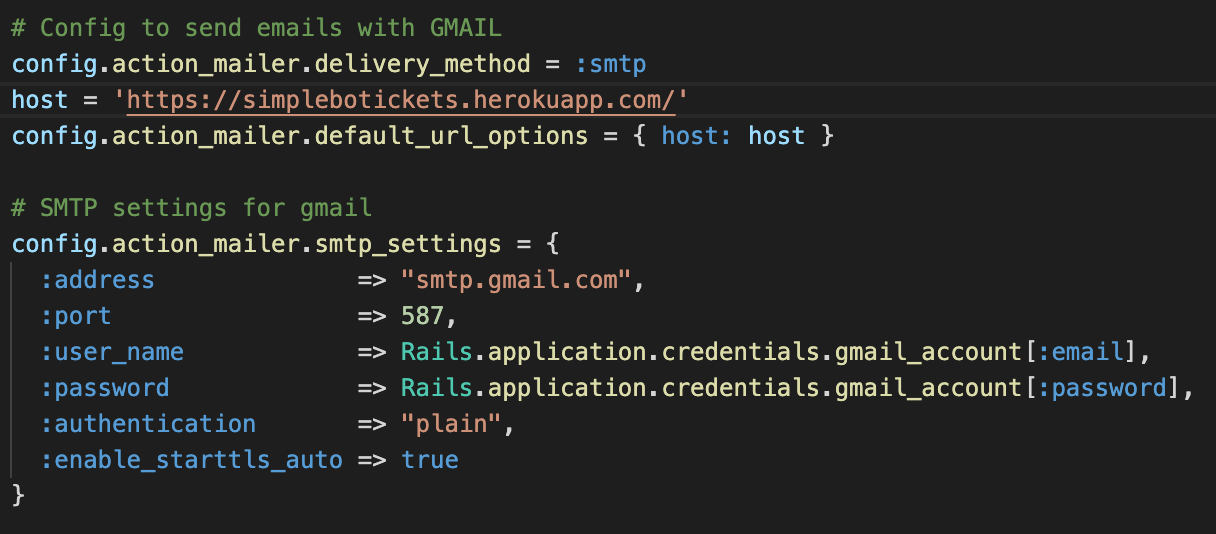 # Config to send emails with GMAIL
config.action_mailer.delivery_method = :smtp
host = 'https://simplebotickets.herokuapp.com/'
config.action_mailer.default_url_options = { host: host }

# SMTP settings for gmail
config.action_mailer.smtp_settings = {
  :address              => "smtp.gmail.com",
  :port                 => 587,
  :user_name            => Rails.application.credentials.gmail_account[:email],
  :password             => Rails.application.credentials.gmail_account[:password],
  :authentication       => "plain",
  :enable_starttls_auto => true
}